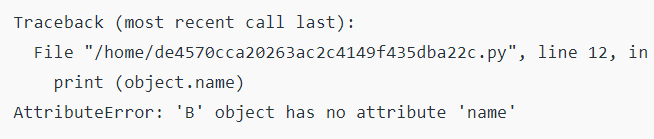 Traceback (most recent call last):
  File "/home/de4570cca20263ac2c4149f435dba22c.py", line 12, in
    print (object.name)
AttributeError: 'B' object has no attribute 'name'